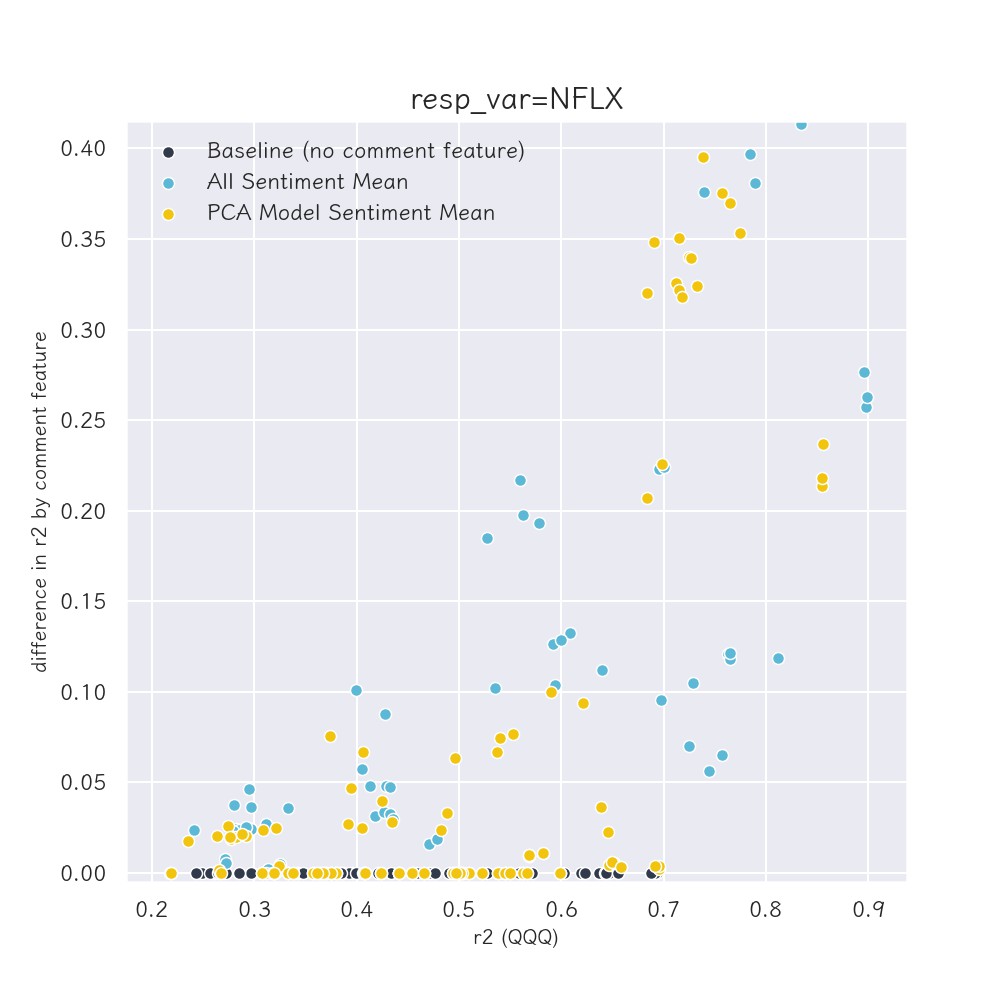 resp_var=NFLX
Baseline (no comment feature)
All Sentiment Mean
PCA Model Sentiment Mean
difference in r2 by comment feature
0.40
0.35
0.30
0.25
0.20
0.15
0.10
0.05
0.00
0.2 0.3 0.4 0.5 0.6 0.7 0.8 0.9
r2 (QQQ)